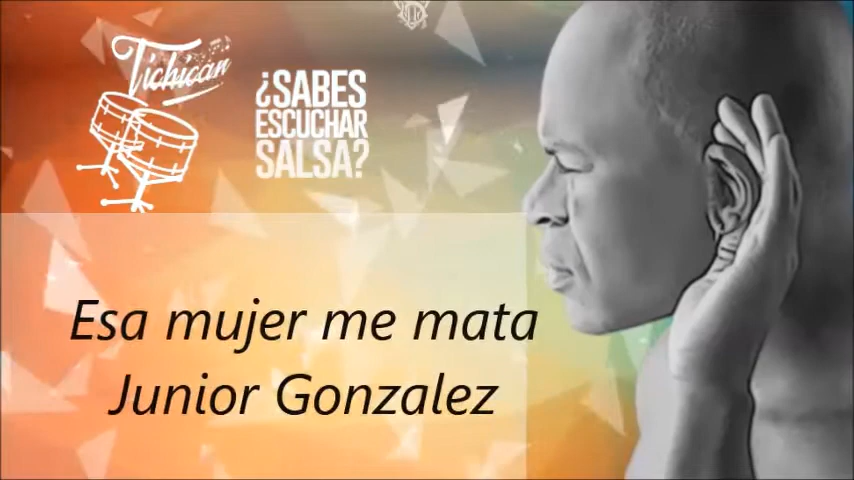 Tichicán
¿SABES
ESCUCHAR
SALSA?
Esa mujer me mata
Junior Gonzalez